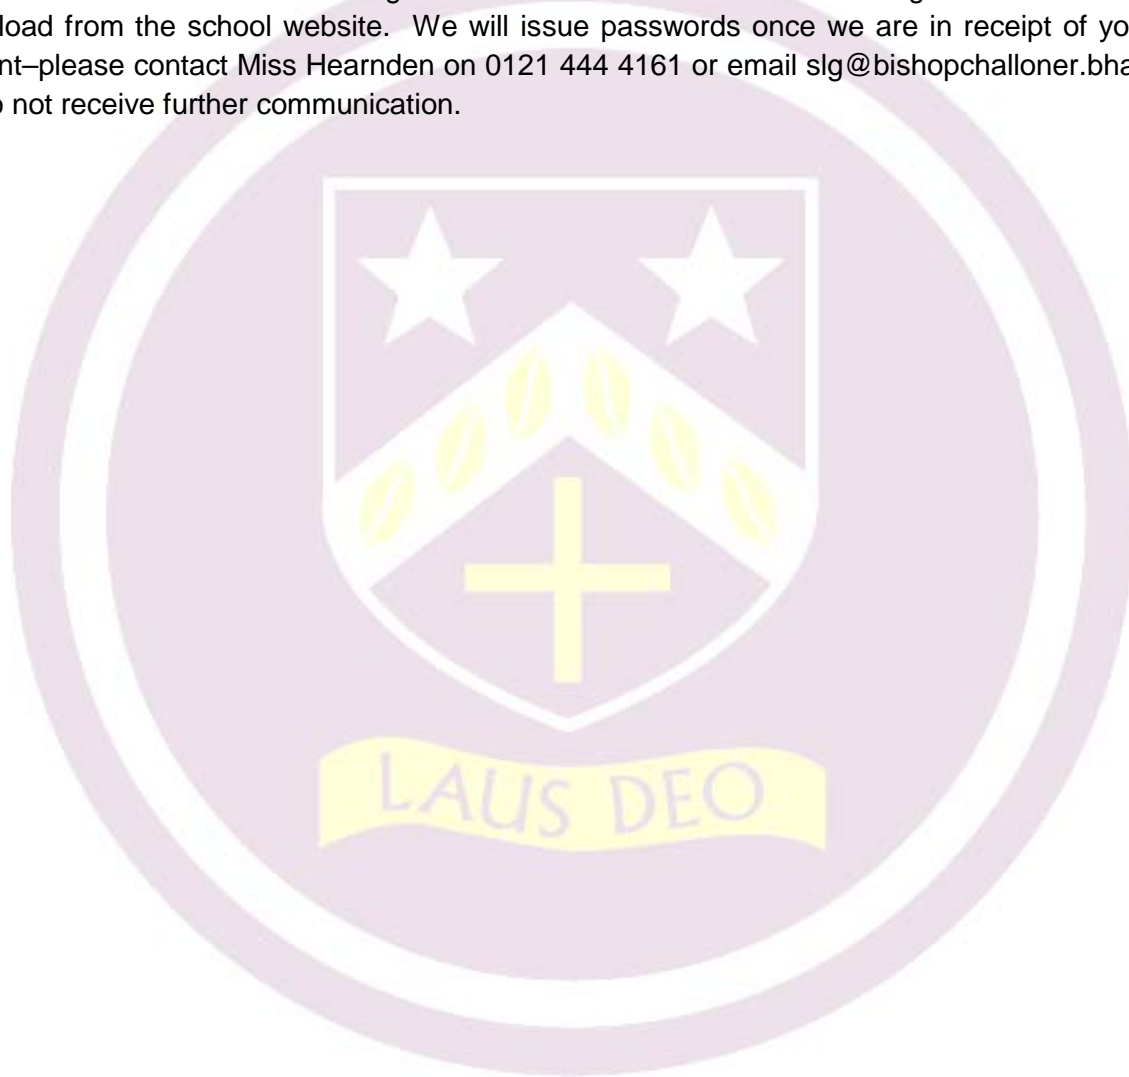 load from the school website. We will issue passwords once we are in receipt of yo
nt–please contact Miss Hearnden on 0121 444 4161 or email slg@bishopchalloner.bha
o not receive further communication.
LAUS DEO